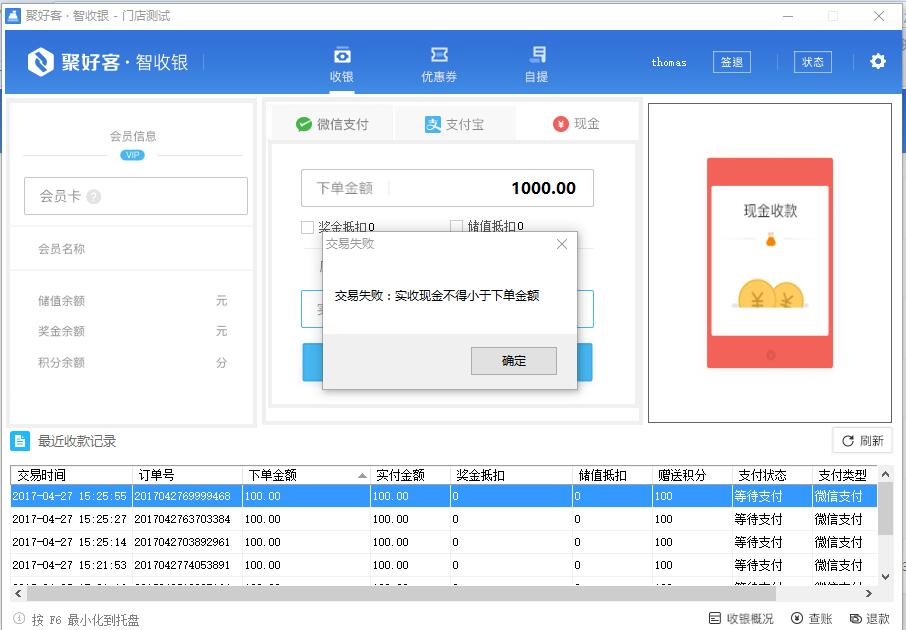 聚好客·智收银 - 门店测试
聚好客·智收银
收银
优惠券
自提
thomas
签退
状态
会员信息
VIP
会员卡 ?
会员名称
储值余额 元
奖金余额 元
积分余额 分
微信支付
支付宝
现金
下单金额 1000.00
奖金抵扣0 储值抵扣0
交易失败
交易失败：实收现金不得小于下单金额
确定
现金收款
最近收款记录
刷新
交易时间 订单号 下单金额 实付金额 奖金抵扣 储值抵扣 赠送积分 支付状态 支付类型
2017-04-27 15:25:55 2017042769999468 100.00 100.00 0 0 100 等待支付 微信支付
2017-04-27 15:25:27 2017042763703384 100.00 100.00 0 0 100 等待支付 微信支付
2017-04-27 15:25:14 2017042703892961 100.00 100.00 0 0 100 等待支付 微信支付
2017-04-27 15:21:53 2017042774053891 100.00 100.00 0 0 100 等待支付 微信支付
按 F6 最小化到托盘
收银概况
查账
退款